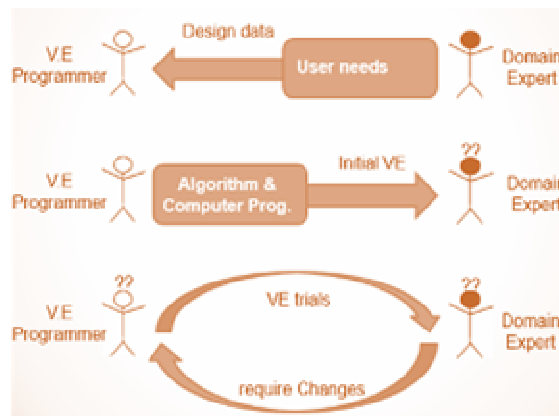 Design data
V.E
Programmer
User needs
Domain
Expert
Initial VE
??
V.E
Programmer
Algorithm &
Computer Prog.
Domain
Expert
??
??
V.E
Programmer
VE trials
Domain
Expert
require Changes